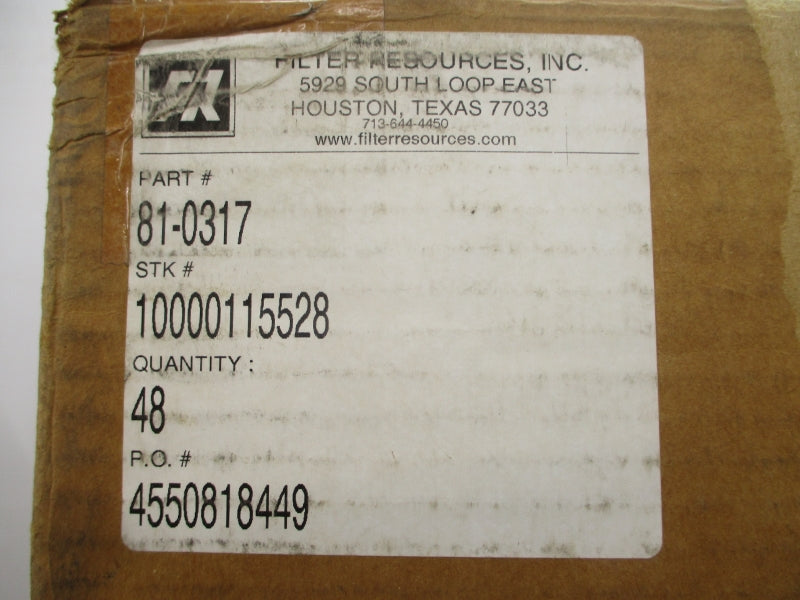 FILTER RESOURCES, INC.
5929 SOUTH LOOP EAST
HOUSTON, TEXAS 77033
713-644-4450
www.filterresources.com
PART #
81-0317
STK #
10000115528
QUANTITY :
48
P.O. #
4550818449